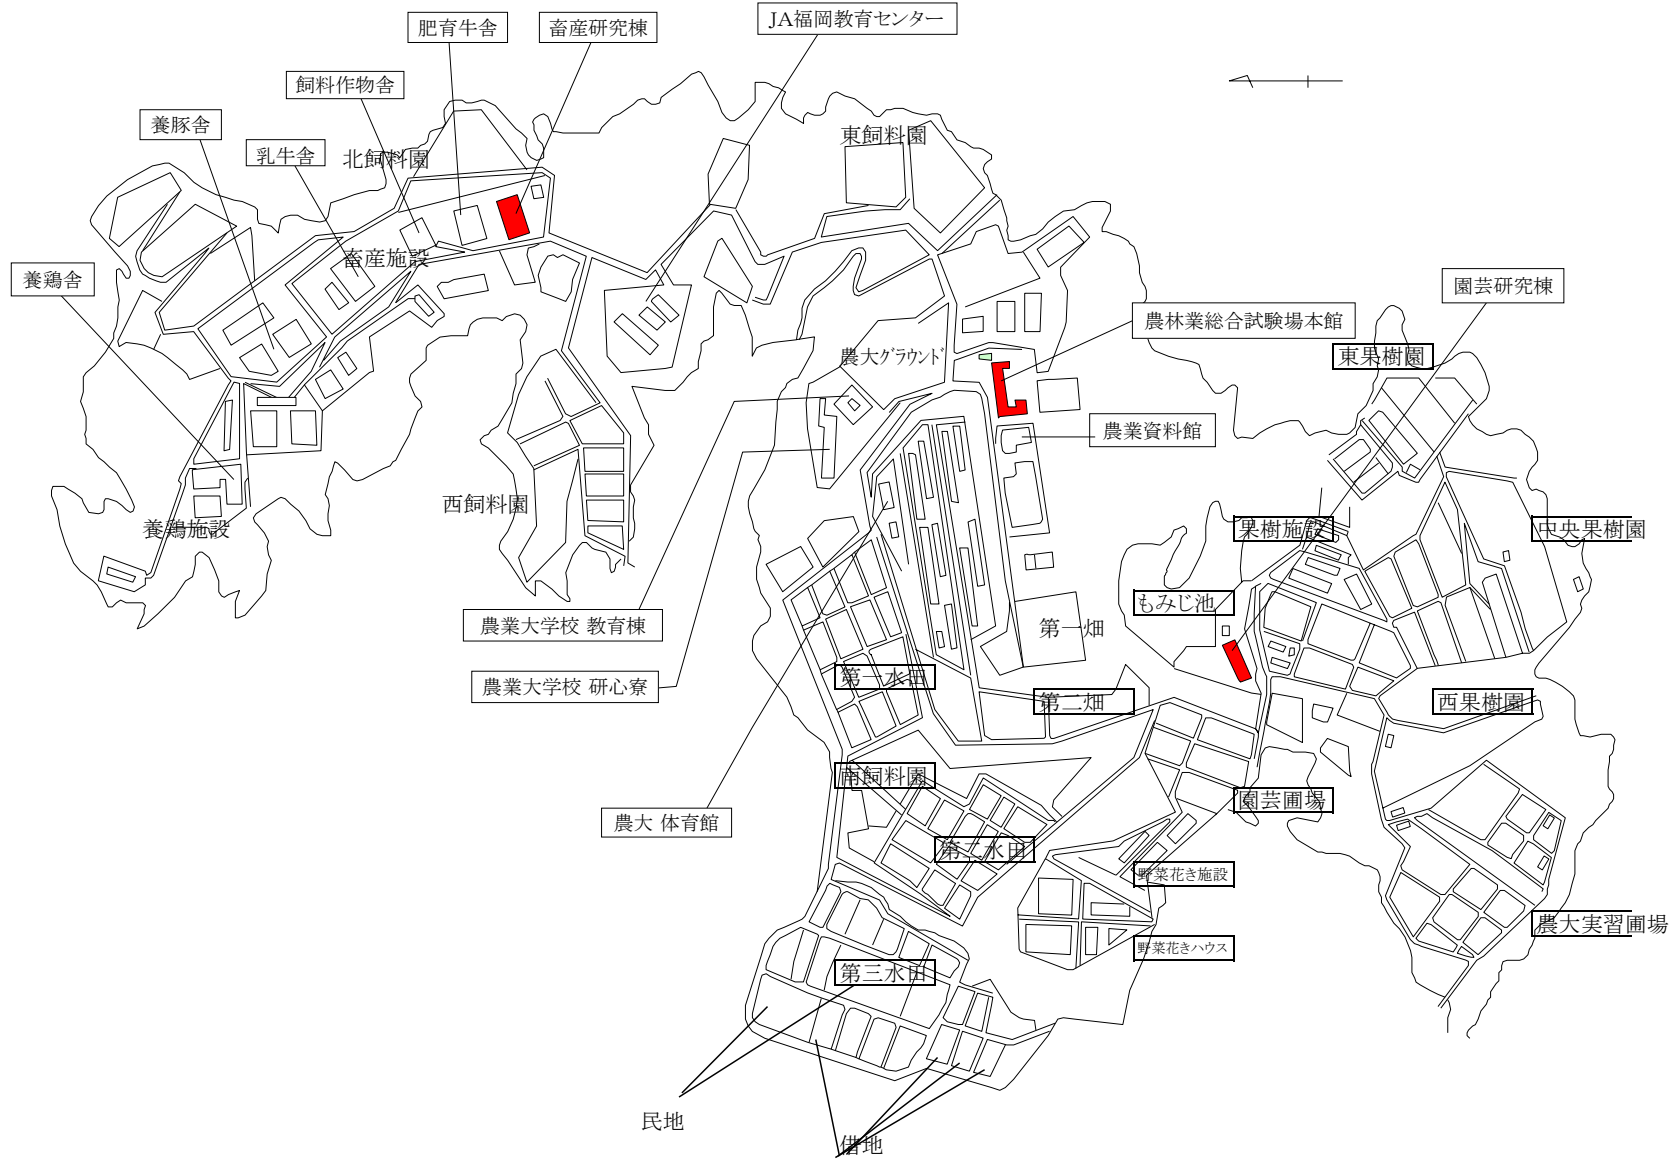 肥育牛舎
畜産研究棟
JA福岡教育センター
飼料作物舎
養豚舎
乳牛舎
北飼料園
東飼料園
畜産施設
養鶏舎
園芸研究棟
農林業総合試験場本館
農大グラウンド
東果樹園
農業資料館
西飼料園
養鶏施設
果樹施設
中央果樹園
もみじ池
農業大学校 教育棟
第一畑
農業大学校 研心寮
第一水田
第二畑
西果樹園
南飼料園
園芸圃場
農大 体育館
第二水田
野菜花き施設
農大実習圃場
野菜花きハウス
第三水田
民地
借地